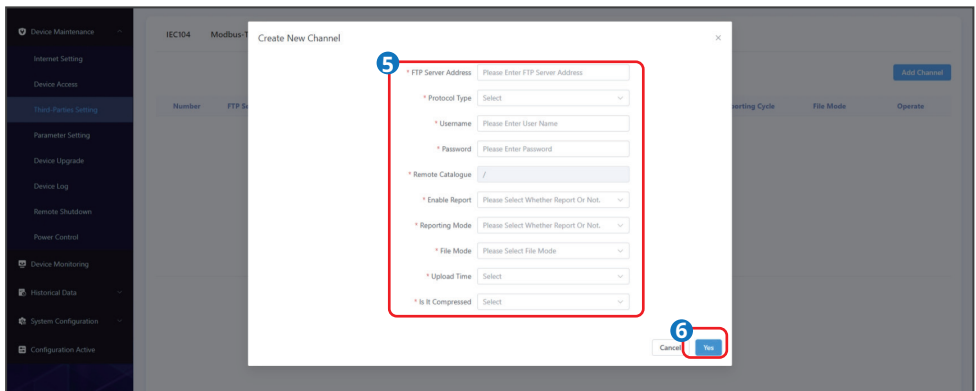 Device Maintenance
Internet Setting
Device Access
Third-Parties Setting
Parameter Setting
Device Upgrade
Device Log
Remote Shutdown
Power Control
Device Monitoring
Historical Data
System Configuration
Configuration Active
IEC104 Modbus-T
Add Channel
Number FTP Se
porting Cycle File Mode Operate
Create New Channel ×
5
* FTP Server Address Please Enter FTP Server Address
* Protocol Type Select
* Username Please Enter User Name
* Password Please Enter Password
* Remote Catalogue /
* Enable Report Please Select Whether Report Or Not.
* Reporting Mode Please Select Whether Report Or Not.
* File Mode Please Select File Mode
* Upload Time Select
* Is It Compressed Select
6
Cancel Yes